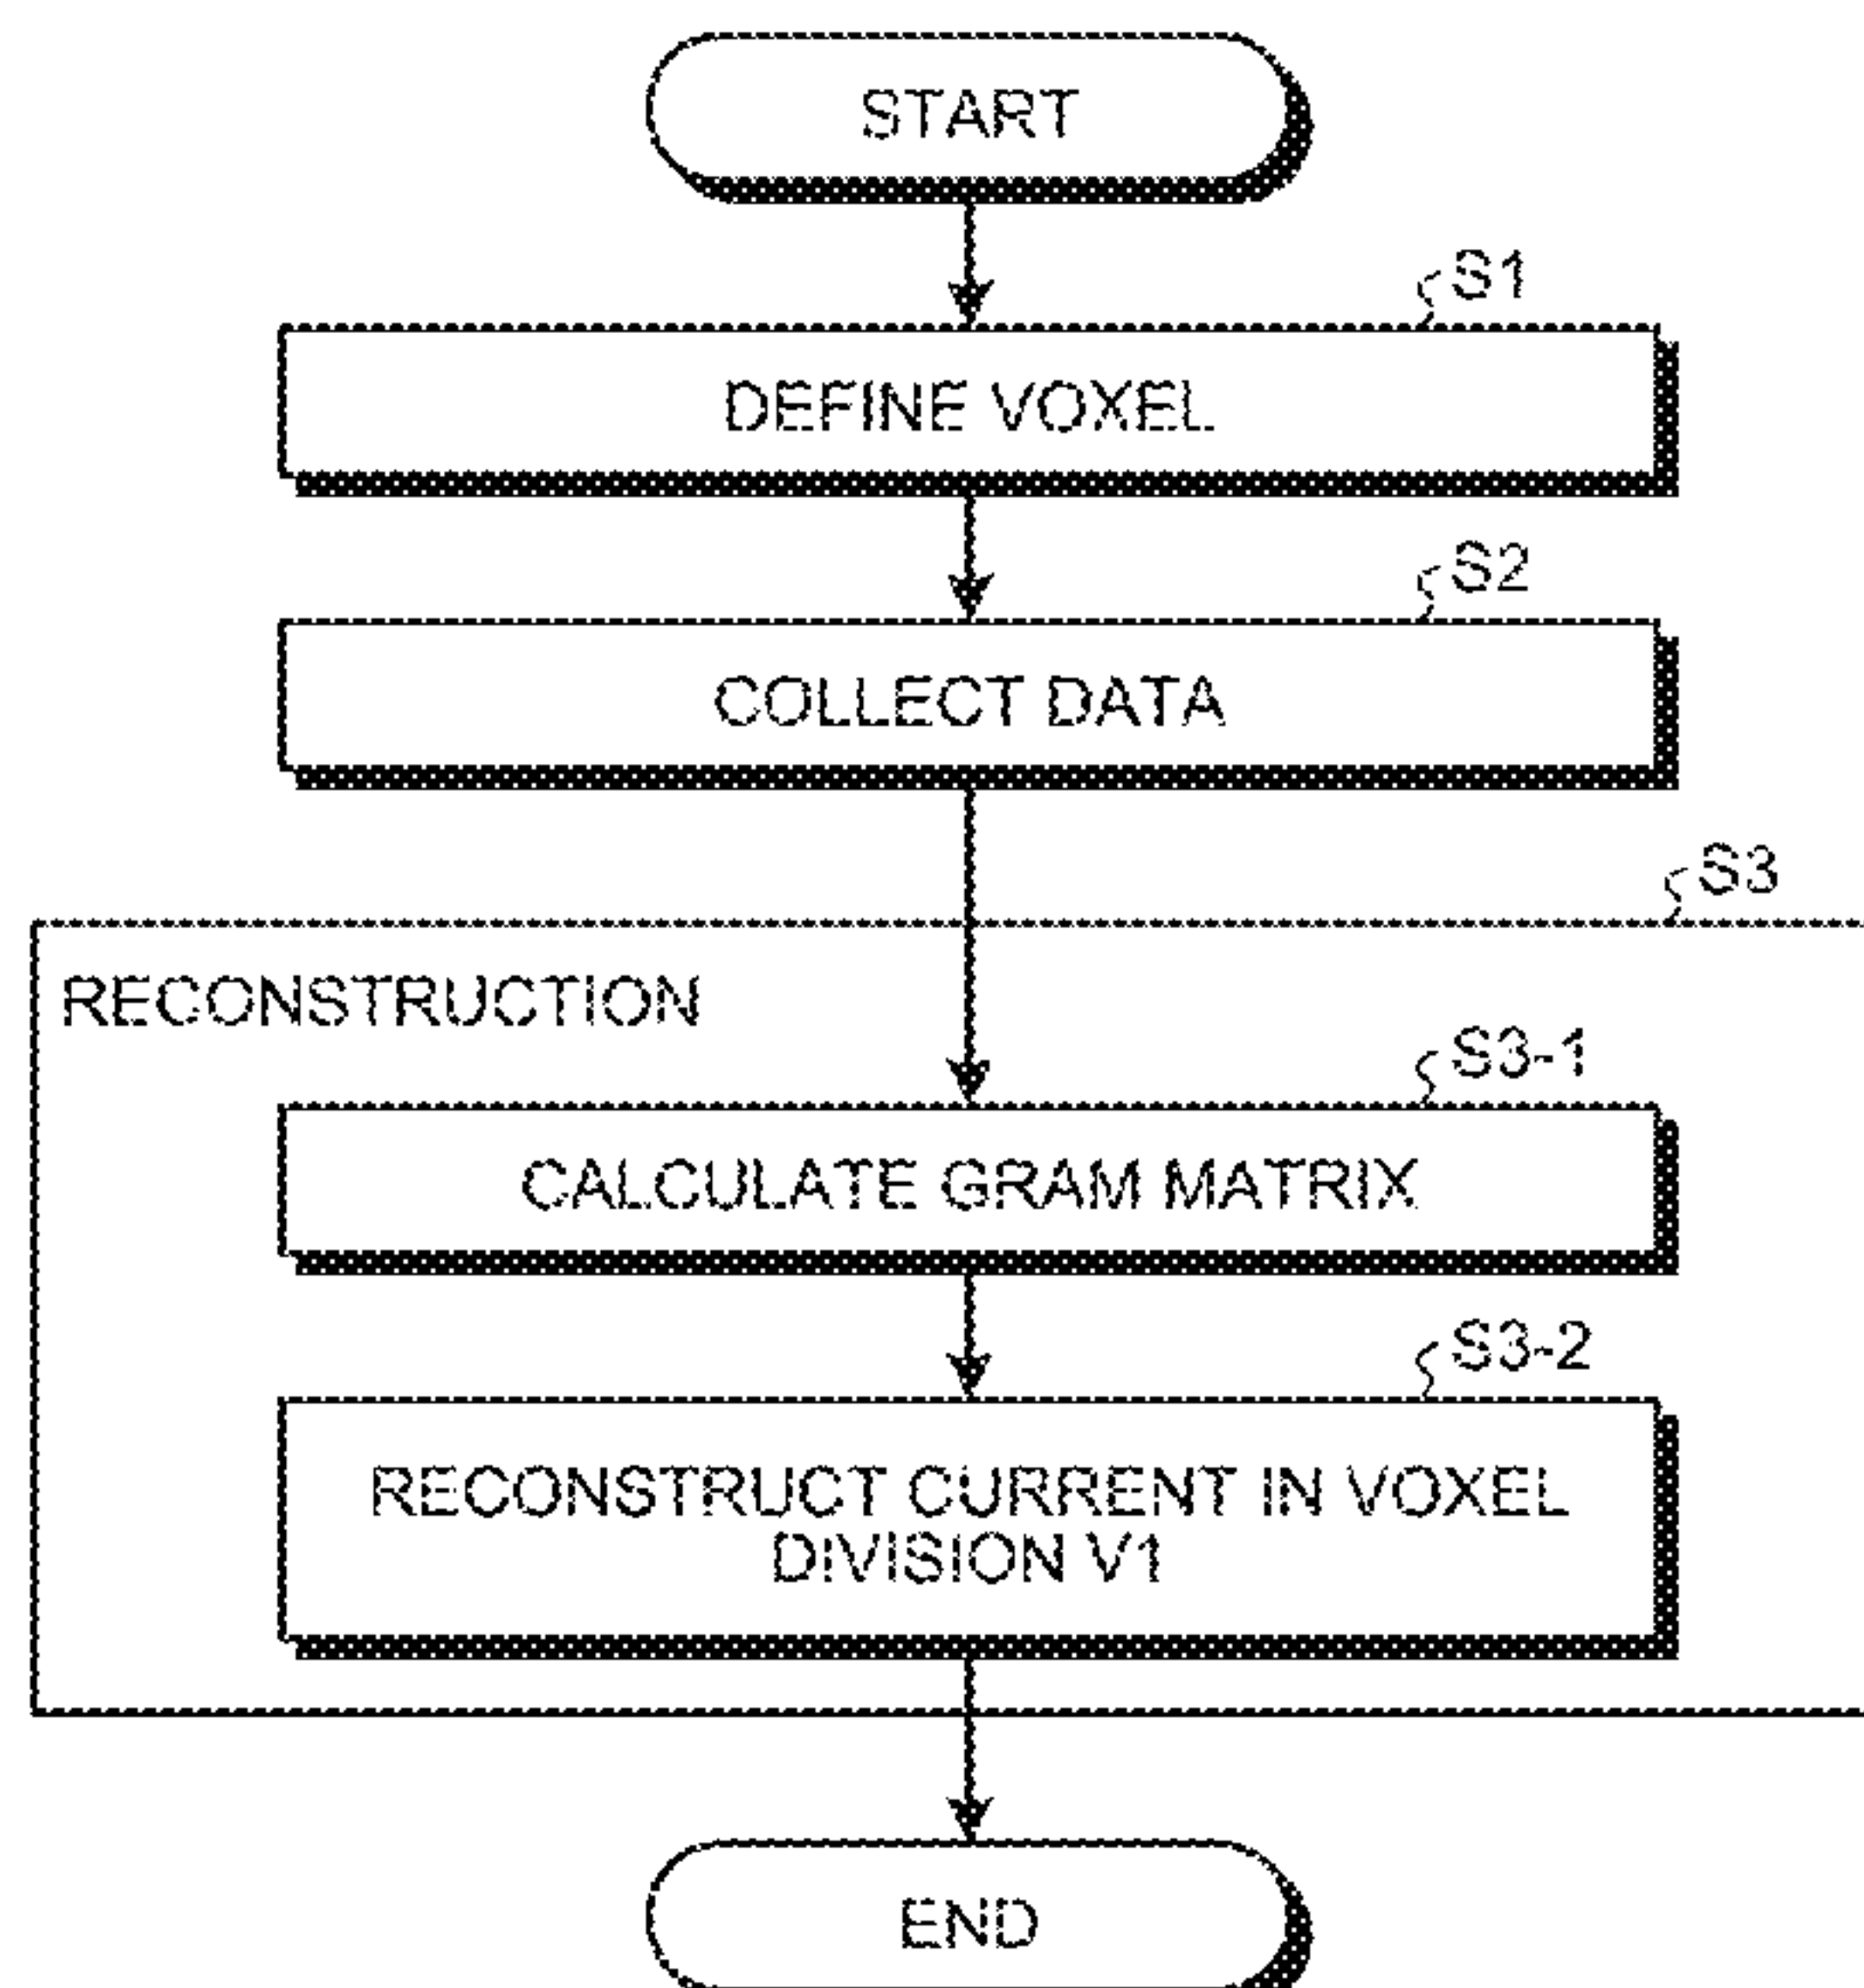 START
S1
DEFINE VOXEL
S2
COLLECT DATA
S3
RECONSTRUCTION
S3-1
CALCULATE GRAM MATRIX
S3-2
RECONSTRUCT CURRENT IN VOXEL
DIVISION V1
END